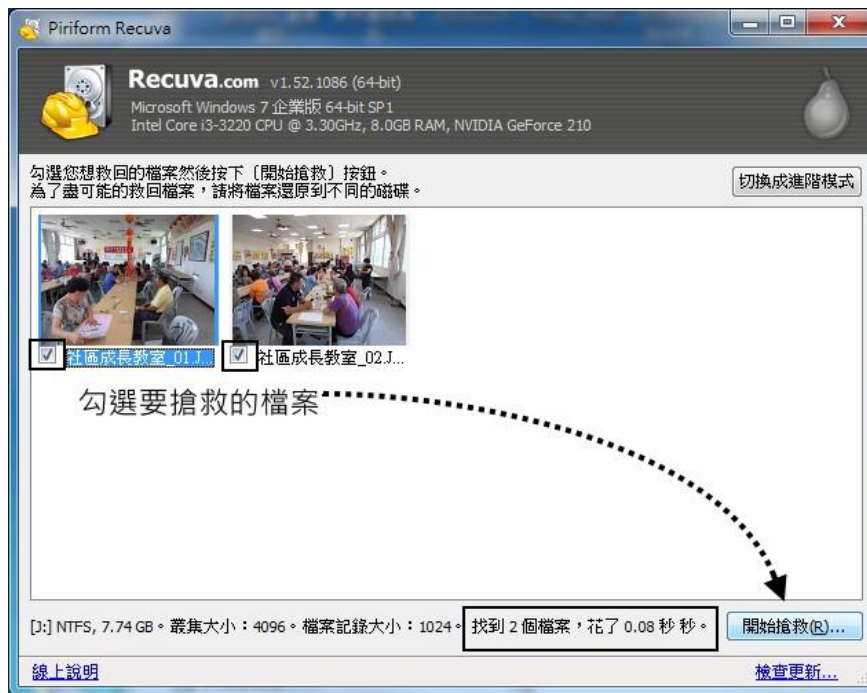 Piriform Recuva
Recuva.com v1.52.1086 (64-bit)
Microsoft Windows 7 企業版 64-bit SP1
Intel Core i3-3220 CPU @ 3.30GHz, 8.0GB RAM, NVIDIA GeForce 210
勾選您想救回的檔案然後按下〔開始搶救〕按鈕。
為了盡可能的救回檔案，請將檔案還原到不同的磁碟。
切換成進階模式
社區成長教室_01.J... 社區成長教室_02.J...
勾選要搶救的檔案
[J:] NTFS, 7.74 GB。叢集大小：4096。檔案記錄大小：1024。找到 2 個檔案，花了 0.08 秒 秒。 開始搶救(R)...
線上說明 檢查更新...